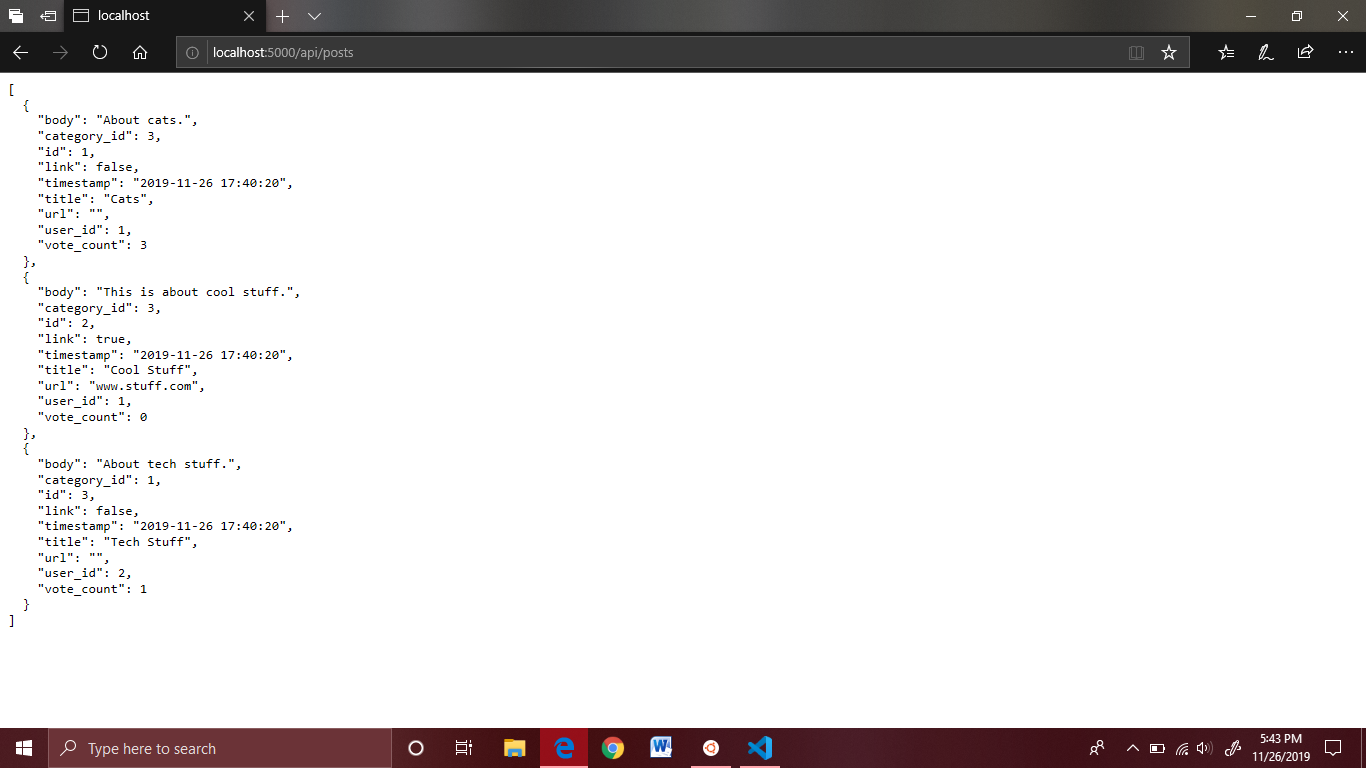 localhost
localhost:5000/api/posts
[
  {
    "body": "About cats.",
    "category_id": 3,
    "id": 1,
    "link": false,
    "timestamp": "2019-11-26 17:40:20",
    "title": "Cats",
    "url": "",
    "user_id": 1,
    "vote_count": 3
  },
  {
    "body": "This is about cool stuff.",
    "category_id": 3,
    "id": 2,
    "link": true,
    "timestamp": "2019-11-26 17:40:20",
    "title": "Cool Stuff",
    "url": "www.stuff.com",
    "user_id": 1,
    "vote_count": 0
  },
  {
    "body": "About tech stuff.",
    "category_id": 1,
    "id": 3,
    "link": false,
    "timestamp": "2019-11-26 17:40:20",
    "title": "Tech Stuff",
    "url": "",
    "user_id": 2,
    "vote_count": 1
  }
]
Type here to search
5:43 PM
11/26/2019